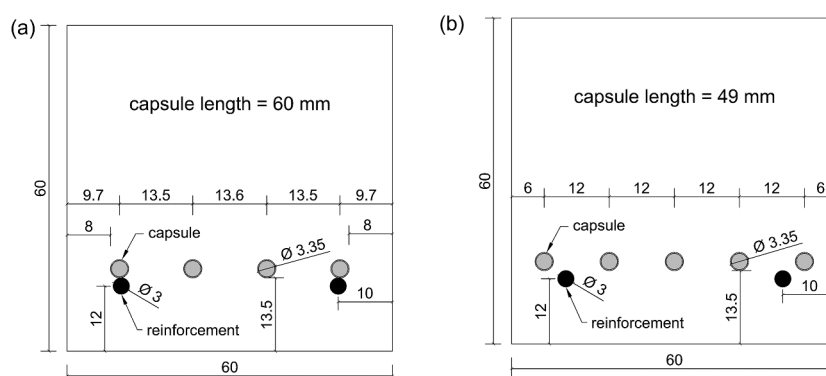 (a)
capsule length = 60 mm
60
9.7 13.5 13.6 13.5 9.7
8 8
capsule
Ø 3.35
Ø 3
reinforcement
12
13.5
10
60
(b)
capsule length = 49 mm
60
6 12 12 12 12 6
capsule
Ø 3.35
Ø 3
reinforcement
12
13.5
10
60